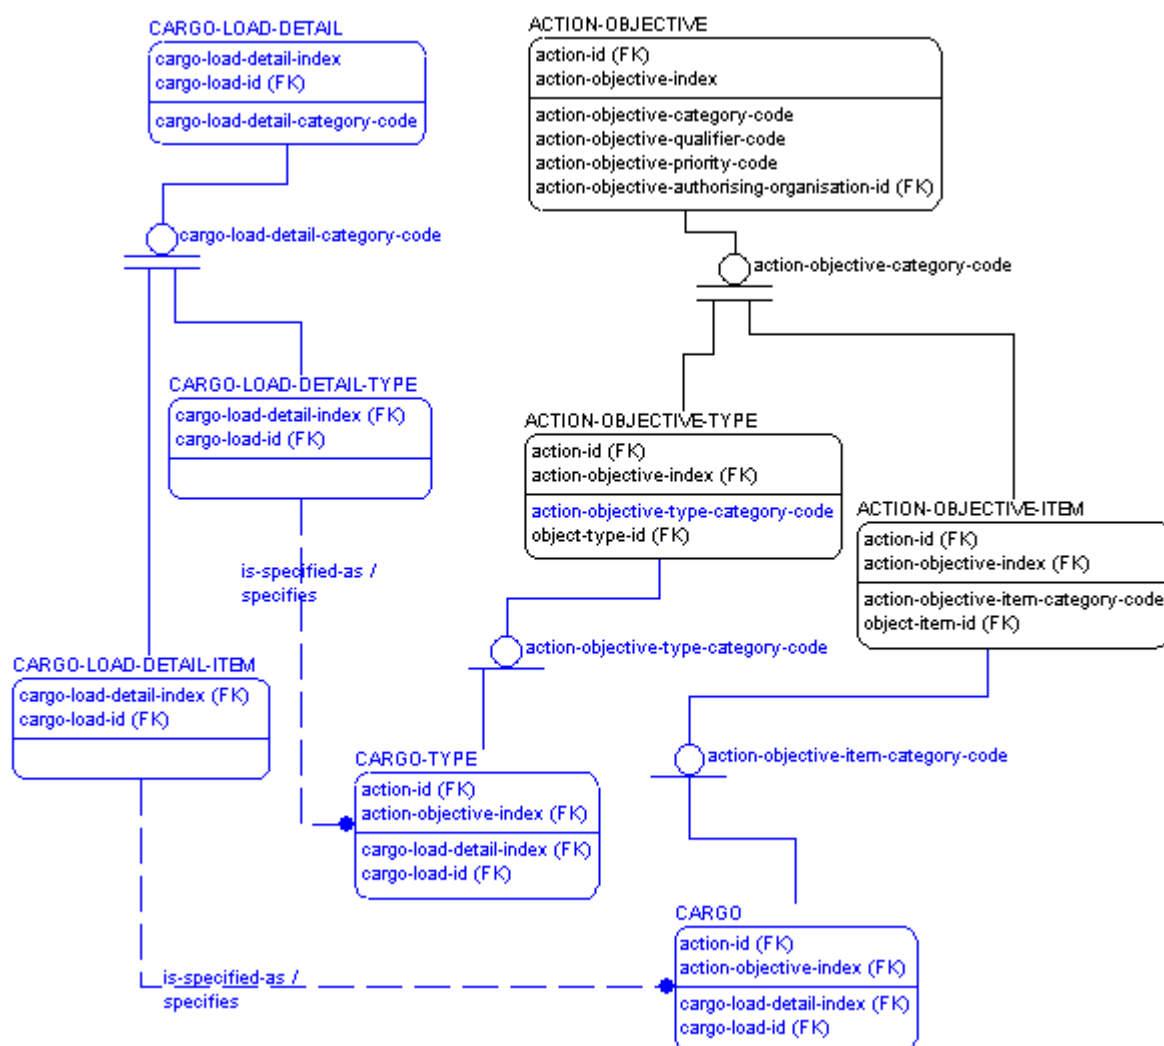 CARGO-LOAD-DETAIL
cargo-load-detail-index
cargo-load-id (FK)
cargo-load-detail-category-code
cargo-load-detail-category-code
ACTION-OBJECTIVE
action-id (FK)
action-objective-index
action-objective-category-code
action-objective-qualifier-code
action-objective-priority-code
action-objective-authorising-organisation-id (FK)
action-objective-category-code
CARGO-LOAD-DETAIL-TYPE
cargo-load-detail-index (FK)
cargo-load-id (FK)
ACTION-OBJECTIVE-TYPE
action-id (FK)
action-objective-index (FK)
action-objective-type-category-code
object-type-id (FK)
ACTION-OBJECTIVE-ITEM
action-id (FK)
action-objective-index (FK)
action-objective-item-category-code
object-item-id (FK)
is-specified-as /
specifies
action-objective-type-category-code
CARGO-LOAD-DETAIL-ITEM
cargo-load-detail-index (FK)
cargo-load-id (FK)
action-objective-item-category-code
CARGO-TYPE
action-id (FK)
action-objective-index (FK)
cargo-load-detail-index (FK)
cargo-load-id (FK)
CARGO
action-id (FK)
action-objective-index (FK)
cargo-load-detail-index (FK)
cargo-load-id (FK)
is-specified-as /
specifies